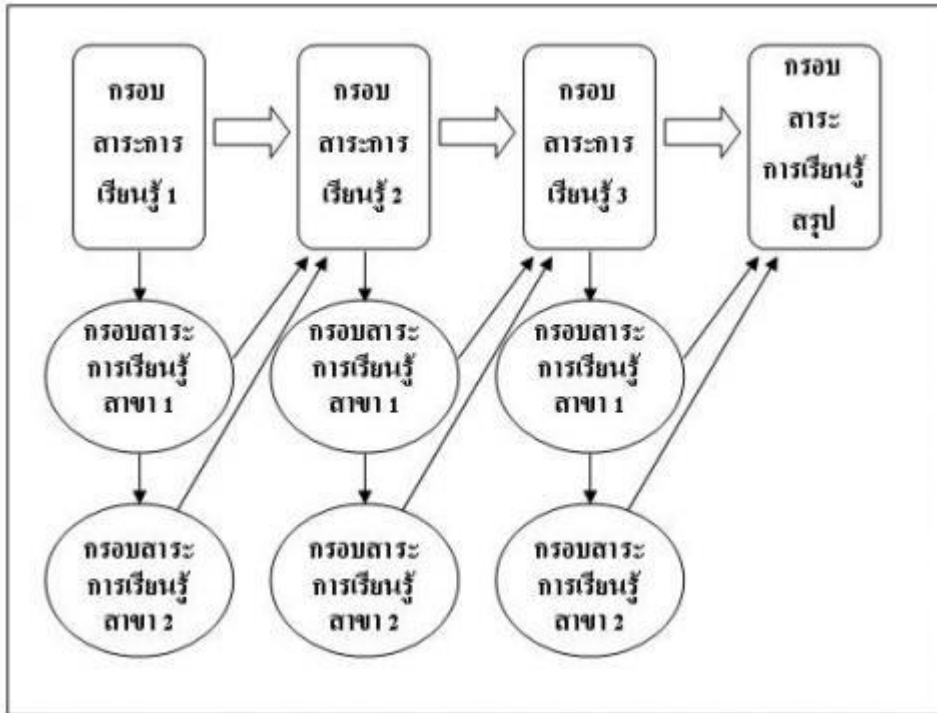 กรอบ
สาระการ
เรียนรู้ 1
กรอบ
สาระการ
เรียนรู้ 2
กรอบ
สาระการ
เรียนรู้ 3
กรอบ
สาระ
การเรียนรู้
สรุป
กรอบสาระ
การเรียนรู้
สาขา 1
กรอบสาระ
การเรียนรู้
สาขา 1
กรอบสาระ
การเรียนรู้
สาขา 1
กรอบสาระ
การเรียนรู้
สาขา 2
กรอบสาระ
การเรียนรู้
สาขา 2
กรอบสาระ
การเรียนรู้
สาขา 2